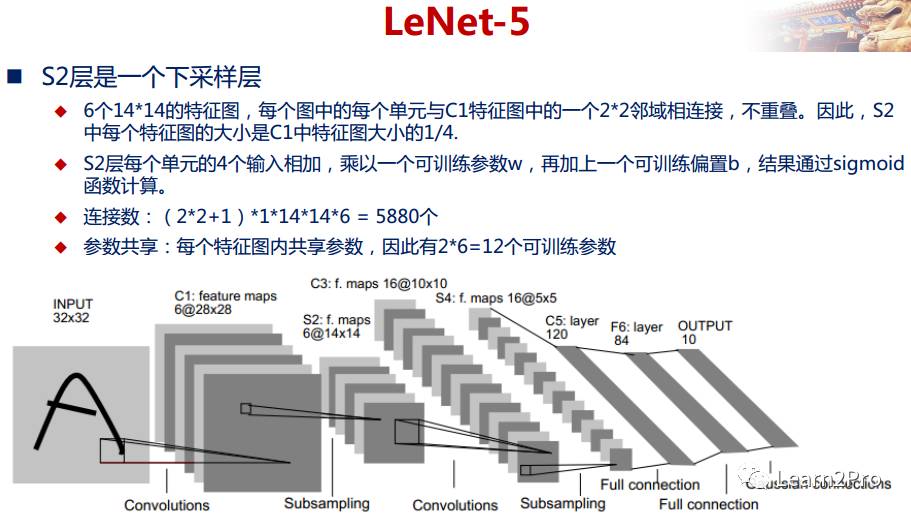 LeNet-5
S2层是一个下采样层
6个14*14的特征图，每个图中的每个单元与C1特征图中的一个2*2邻域相连接，不重叠。因此，S2
中每个特征图的大小是C1中特征图大小的1/4.
S2层每个单元的4个输入相加，乘以一个可训练参数w，再加上一个可训练偏置b，结果通过sigmoid
函数计算。
连接数：（2*2+1）*1*14*14*6 = 5880个
参数共享：每个特征图内共享参数，因此有2*6=12个可训练参数
INPUT
32x32
C1: feature maps
6@28x28
C3: f. maps 16@10x10
S2: f. maps
6@14x14
S4: f. maps 16@5x5
C5: layer
120
F6: layer
84
OUTPUT
10
Convolutions
Subsampling
Convolutions
Subsampling
Full connection
Full connection
Gaussian connections
Learn2Pro